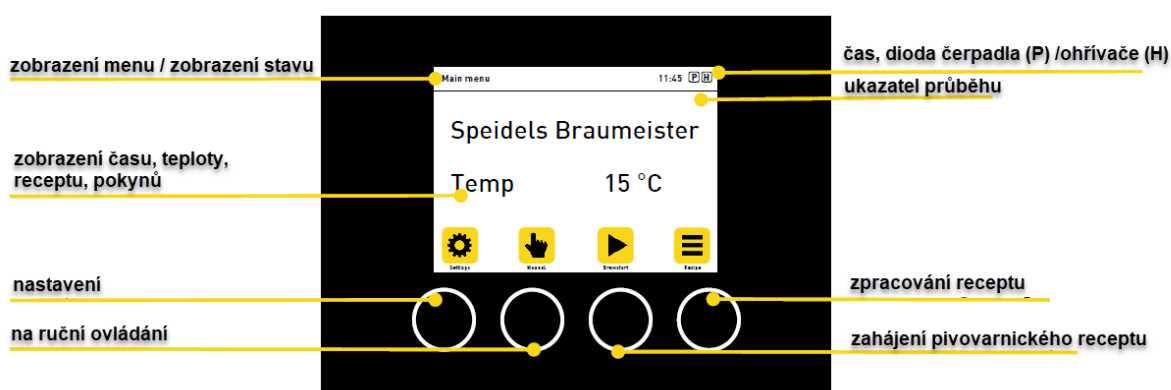 zobrazení menu / zobrazení stavu
čas, dioda čerpadla (P) /ohřívače (H)
Main menu
11:45 P H
ukazatel průběhu
Speidels Braumeister
zobrazení času, teploty,
receptu, pokynů
Temp 15 °C
Settings Manual Brewstart Recipe
nastavení
zpracování receptu
na ruční ovládání
zahájení pivovarnického receptu